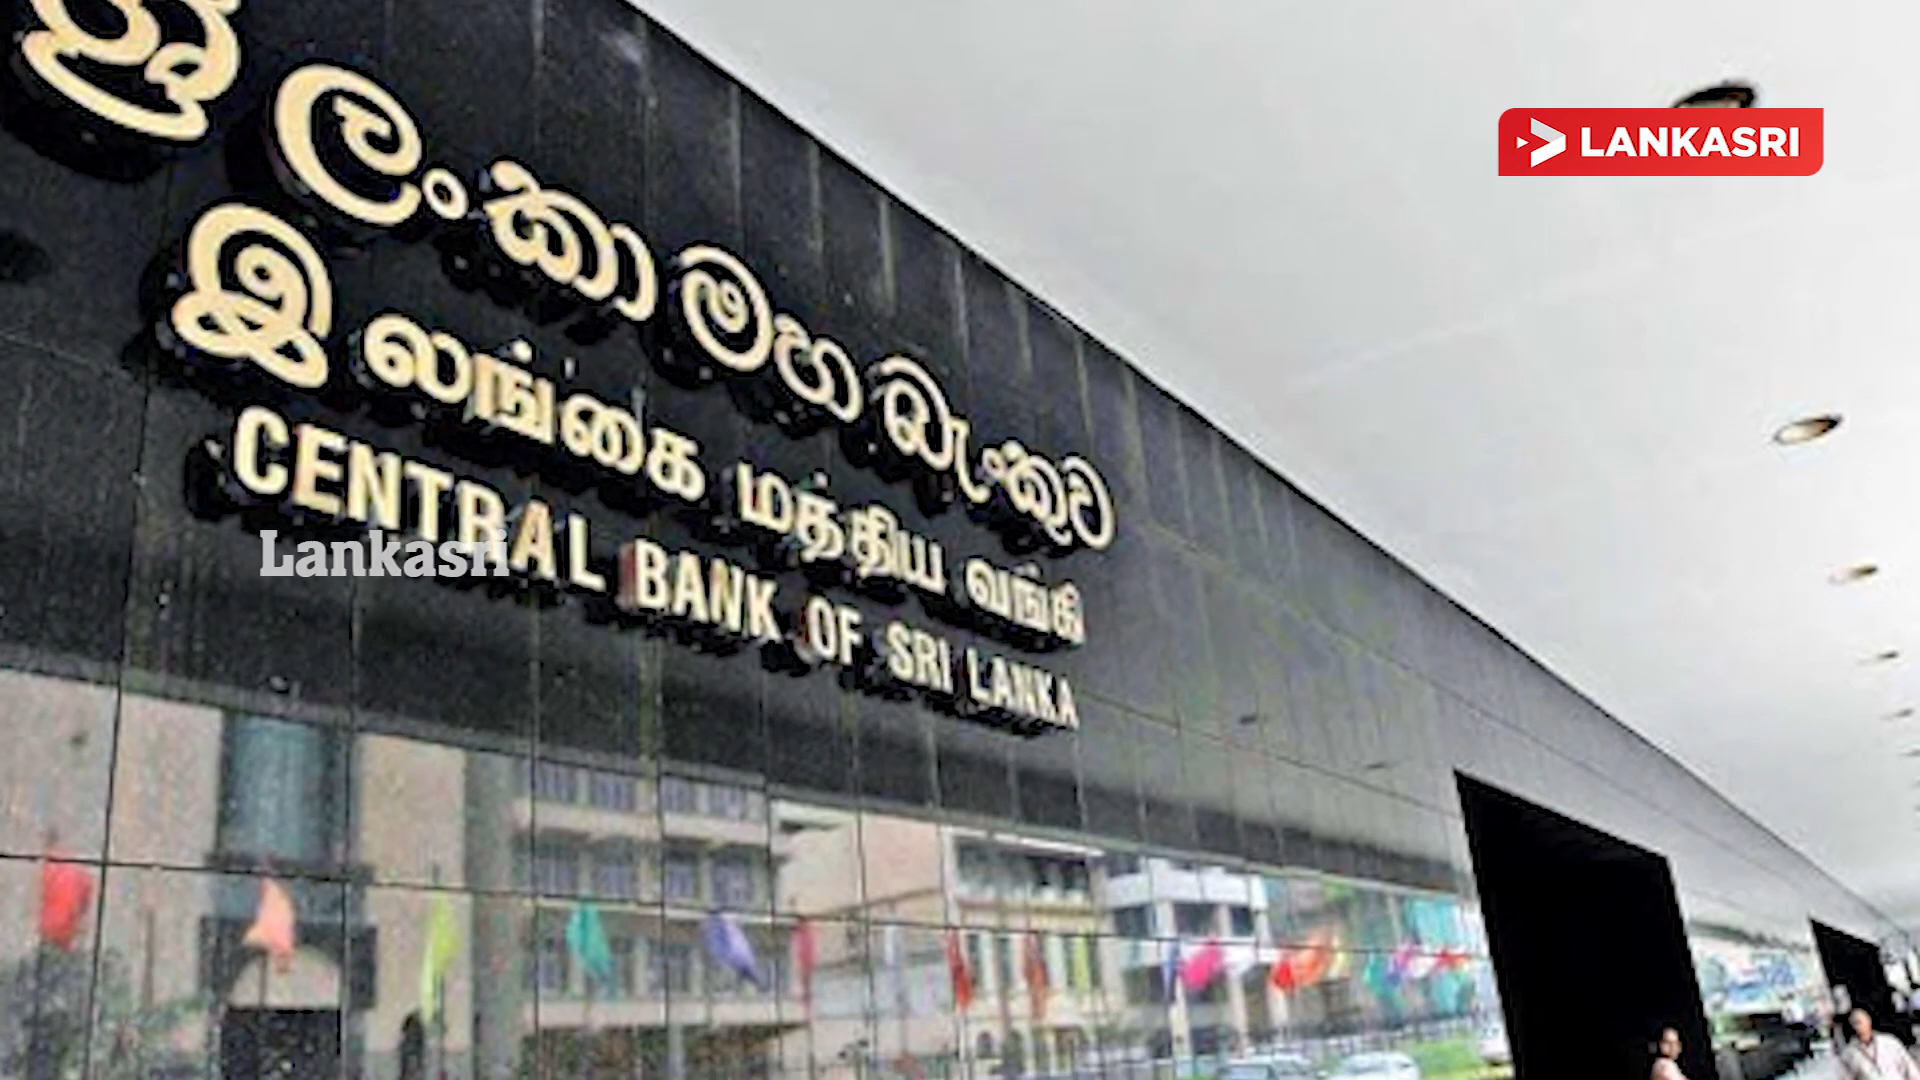 ශ්‍රී ලංකා මහ බැංකුව
இலங்கை மத்திய வங்கி
CENTRAL BANK OF SRI LANKA
Lankasri
LANKASRI